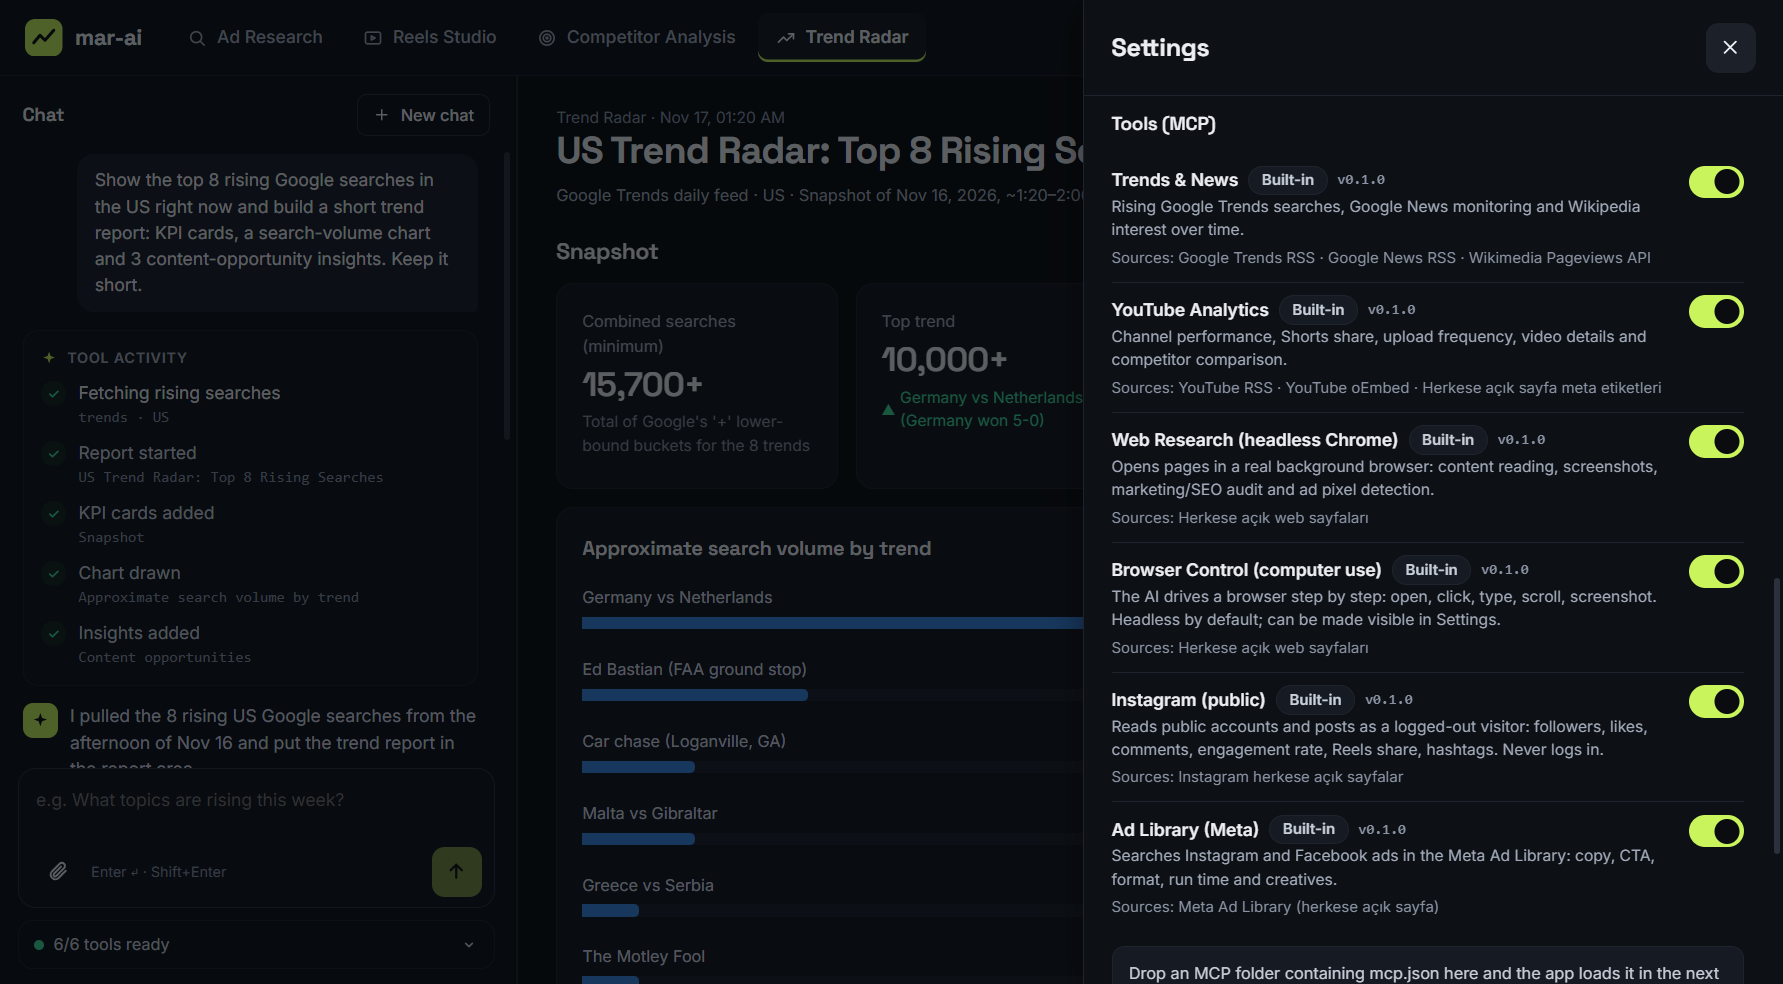 mar-ai
Ad Research
Reels Studio
Competitor Analysis
Trend Radar
Chat
New chat
Show the top 8 rising Google searches in
the US right now and build a short trend
report: KPI cards, a search-volume chart
and 3 content-opportunity insights. Keep it
short.
TOOL ACTIVITY
Fetching rising searches
trends · US
Report started
US Trend Radar: Top 8 Rising Searches
KPI cards added
Snapshot
Chart drawn
Approximate search volume by trend
Insights added
Content opportunities
I pulled the 8 rising US Google searches from the
afternoon of Nov 16 and put the trend report in
the report area
e.g. What topics are rising this week?
Enter ↵ · Shift+Enter
6/6 tools ready
Trend Radar · Nov 17, 01:20 AM
US Trend Radar: Top 8 Rising Se
Google Trends daily feed · US · Snapshot of Nov 16, 2026, ~1:20–2:00
Snapshot
Combined searches
(minimum)
15,700+
Total of Google's '+' lower-
bound buckets for the 8 trends
Top trend
10,000+
▲ Germany vs Netherlands
(Germany won 5-0)
Approximate search volume by trend
Germany vs Netherlands
Ed Bastian (FAA ground stop)
Car chase (Loganville, GA)
Malta vs Gibraltar
Greece vs Serbia
The Motley Fool
Settings
Tools (MCP)
Trends & News Built-in v0.1.0
Rising Google Trends searches, Google News monitoring and Wikipedia
interest over time.
Sources: Google Trends RSS · Google News RSS · Wikimedia Pageviews API
YouTube Analytics Built-in v0.1.0
Channel performance, Shorts share, upload frequency, video details and
competitor comparison.
Sources: YouTube RSS · YouTube oEmbed · Herkese açık sayfa meta etiketleri
Web Research (headless Chrome) Built-in v0.1.0
Opens pages in a real background browser: content reading, screenshots,
marketing/SEO audit and ad pixel detection.
Sources: Herkese açık web sayfaları
Browser Control (computer use) Built-in v0.1.0
The AI drives a browser step by step: open, click, type, scroll, screenshot.
Headless by default; can be made visible in Settings.
Sources: Herkese açık web sayfaları
Instagram (public) Built-in v0.1.0
Reads public accounts and posts as a logged-out visitor: followers, likes,
comments, engagement rate, Reels share, hashtags. Never logs in.
Sources: Instagram herkese açık sayfalar
Ad Library (Meta) Built-in v0.1.0
Searches Instagram and Facebook ads in the Meta Ad Library: copy, CTA,
format, run time and creatives.
Sources: Meta Ad Library (herkese açık sayfa)
Drop an MCP folder containing mcp.json here and the app loads it in the next